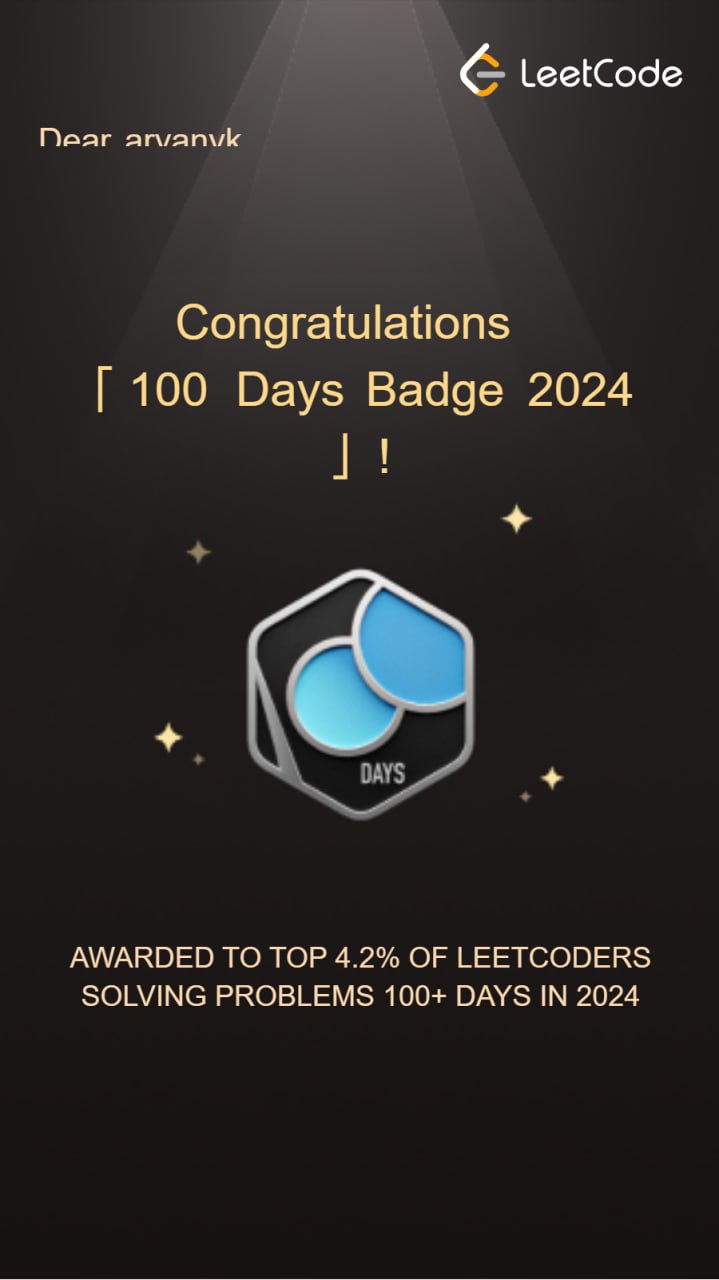 LeetCode
Dear aryanyk
Congratulations
「 100 Days Badge 2024
」 !
DAYS
AWARDED TO TOP 4.2% OF LEETCODERS
SOLVING PROBLEMS 100+ DAYS IN 2024